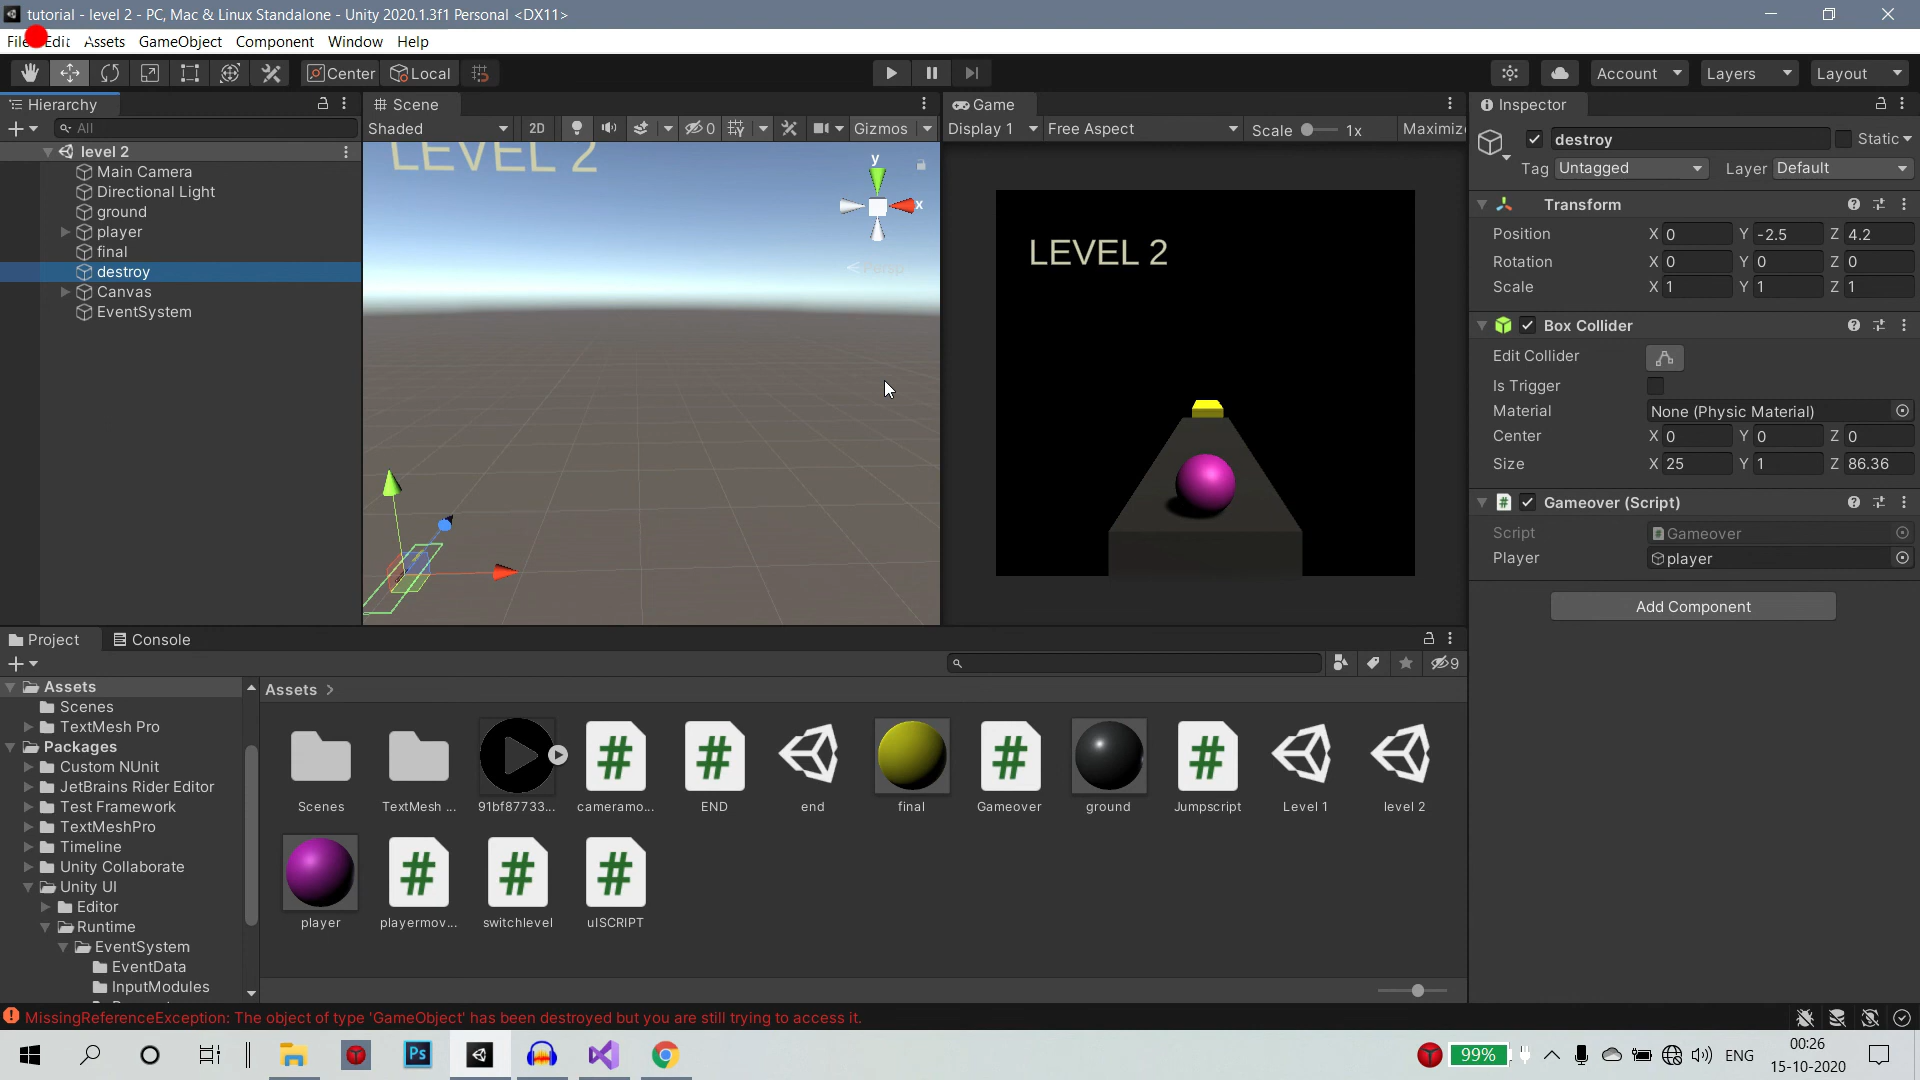 tutorial - level 2 - PC, Mac & Linux Standalone - Unity 2020.1.3f1 Personal <DX11>
File Edit Assets GameObject Component Window Help
Center Local Account Layers Layout
Hierarchy Scene Game Inspector
All Shaded 2D 0 Gizmos Display 1 Free Aspect Scale 1x Maximiz
destroy Static
Tag Untagged Layer Default
level 2
Main Camera
Directional Light
ground
player
final
destroy
Canvas
EventSystem
LEVEL 2
y
x
Persp
LEVEL 2
Transform
Position X 0 Y -2.5 Z 4.2
Rotation X 0 Y 0 Z 0
Scale X 1 Y 1 Z 1
Box Collider
Edit Collider
Is Trigger
Material None (Physic Material)
Center X 0 Y 0 Z 0
Size X 25 Y 1 Z 86.36
Gameover (Script)
Script Gameover
Player player
Add Component
Project Console
9
Assets
Scenes
TextMesh Pro
Packages
Custom NUnit
JetBrains Rider Editor
Test Framework
TextMeshPro
Timeline
Unity Collaborate
Unity UI
Editor
Runtime
EventSystem
EventData
InputModules
Assets >
Scenes TextMesh ... 91bf87733... cameramo... END end final Gameover ground Jumpscript Level 1 level 2
player playermov... switchlevel uISCRIPT
MissingReferenceException: The object of type 'GameObject' has been destroyed but you are still trying to access it.
Ps 99% ENG 00:26
15-10-2020